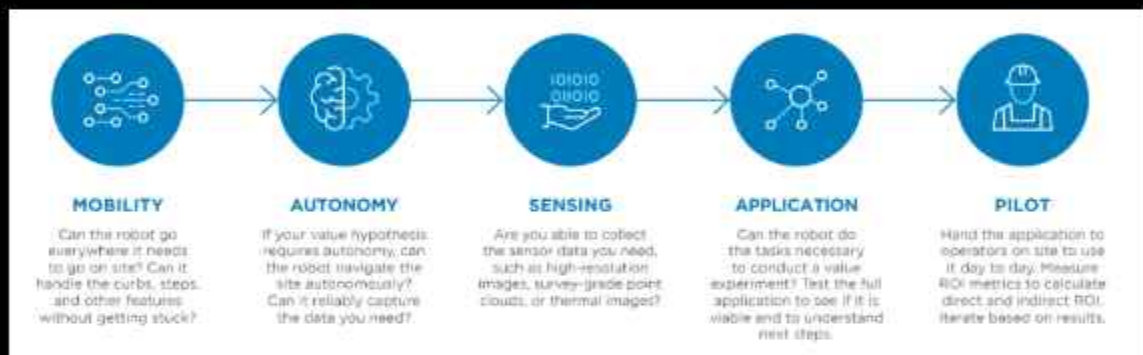 101010
01010
MOBILITY
Can the robot go
everywhere it needs
to go on site? Can it
handle the curbs, steps,
and other features
without getting stuck?
AUTONOMY
If your value hypothesis
requires autonomy, can
the robot navigate the
site autonomously?
Can it reliably capture
the data you need?
SENSING
Are you able to collect
the sensor data you need,
such as high-resolution
images, survey-grade point
clouds, or thermal images?
APPLICATION
Can the robot do
the tasks necessary
to conduct a value
experiment? Test the full
application to see if it is
viable and to understand
next steps.
PILOT
Hand the application to
operators on site to use
it day to day. Measure
ROI metrics to calculate
direct and indirect ROI.
Iterate based on results.